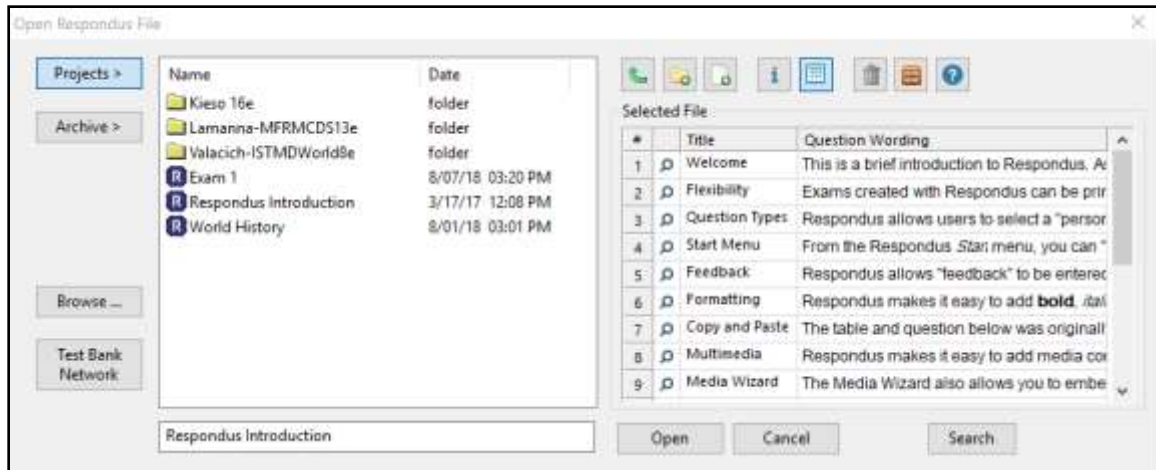 Open Respondus File
Projects >
Archive >
Browse ...
Test Bank
Network
Name Date
Kieso 16e folder
Lamanna-MFRMCDS13e folder
Valacich-ISTMDWorld8e folder
Exam 1 8/07/18 03:20 PM
Respondus Introduction 3/17/17 12:08 PM
World History 8/01/18 03:01 PM
Respondus Introduction
Selected File
# Title Question Wording
1 Welcome This is a brief introduction to Respondus.
2 Flexibility Exams created with Respondus can be
3 Question Types Respondus allows users to select a "person
4 Start Menu From the Respondus Start menu, you can "
5 Feedback Respondus allows "feedback" to be entered
6 Formatting Respondus makes it easy to add bold,
7 Copy and Paste The table and question below was
8 Multimedia Respondus makes it easy to add media
9 Media Wizard The Media Wizard also allows you to
Open Cancel Search